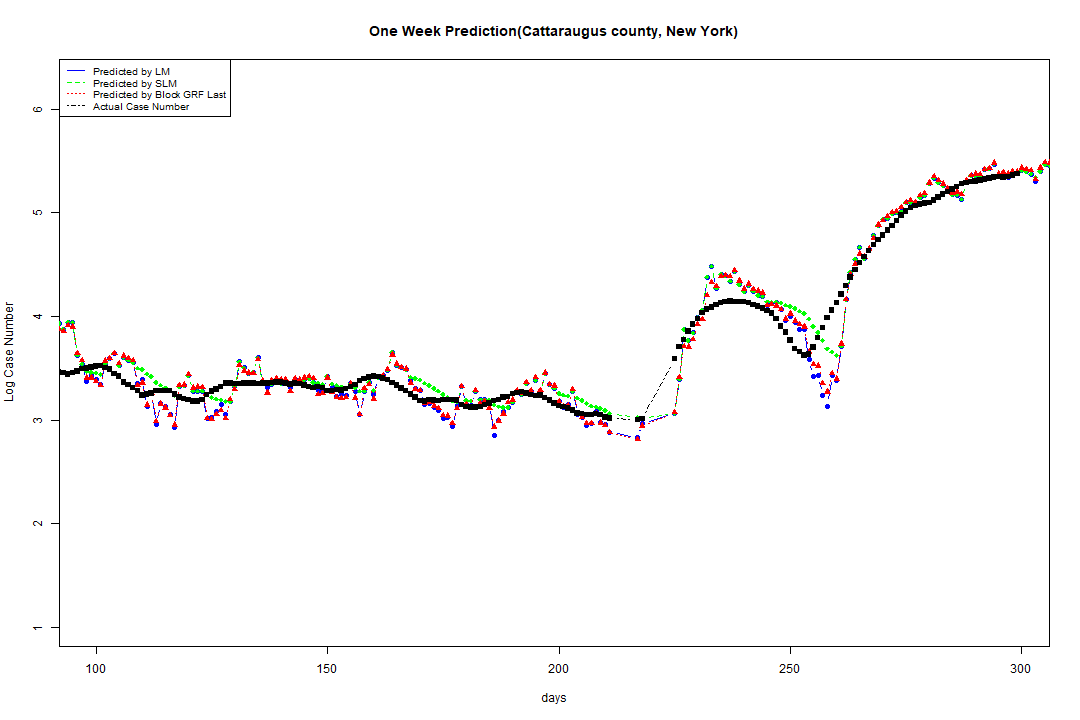 One Week Prediction(Cattaraugus county, New York)
Predicted by LM
Predicted by SLM
Predicted by Block GRF Last
Actual Case Number
6
5
4
3
2
1
Log Case Number
100 150 200 250 300
days